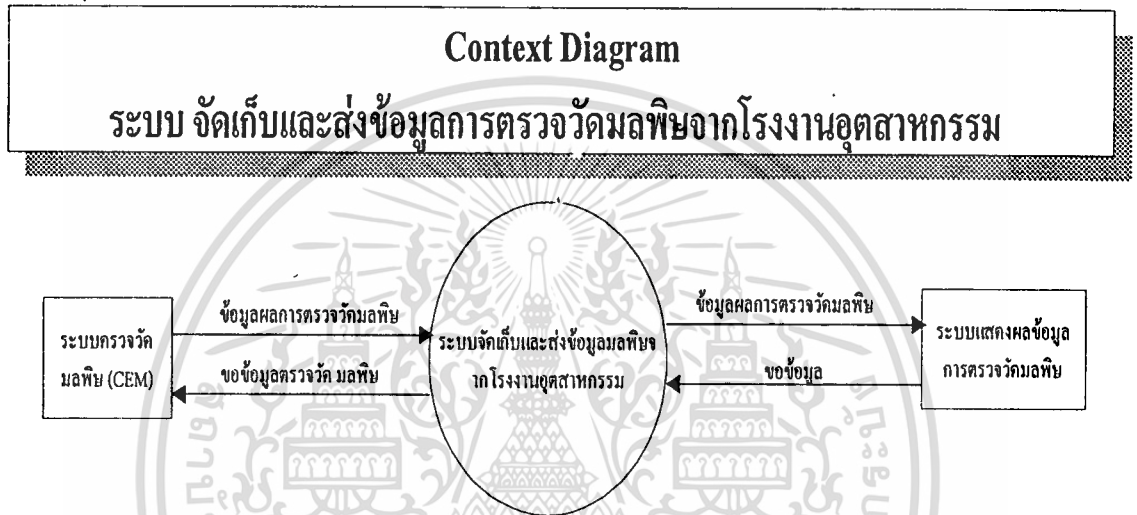 Context Diagram
ระบบ จัดเก็บและส่งข้อมูลการตรวจวัดมลพิษจากโรงงานอุตสาหกรรม
ระบบตรวจวัด
มลพิษ (CEM)
ข้อมูลผลการตรวจวัดมลพิษ
ขอข้อมูลตรวจวัด มลพิษ
ระบบจัดเก็บและส่งข้อมูลมลพิษจ
ากโรงงานอุตสาหกรรม
ข้อมูลผลการตรวจวัดมลพิษ
ขอข้อมูล
ระบบแสดงผลข้อมูล
การตรวจวัดมลพิษ